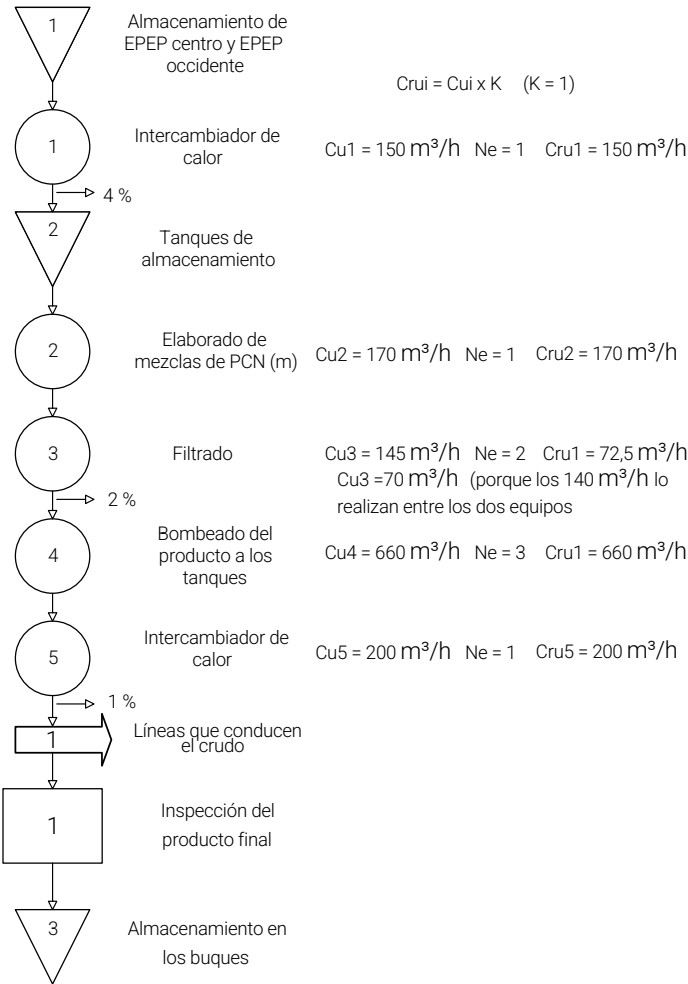 1
Almacenamiento de
EPEP centro y EPEP
occidente
Crui = Cui x K (K = 1)
1
Intercambiador de
calor
Cu1 = 150 m³/h Ne = 1 Cru1 = 150 m³/h
4 %
2
Tanques de
almacenamiento
2
Elaborado de
mezclas de PCN (m)
Cu2 = 170 m³/h Ne = 1 Cru2 = 170 m³/h
3
Filtrado
Cu3 = 145 m³/h Ne = 2 Cru1 = 72,5 m³/h
Cu3 =70 m³/h (porque los 140 m³/h lo
realizan entre los dos equipos
2 %
4
Bombeado del
producto a los
tanques
Cu4 = 660 m³/h Ne = 3 Cru1 = 660 m³/h
5
Intercambiador de
calor
Cu5 = 200 m³/h Ne = 1 Cru5 = 200 m³/h
1 %
1
Líneas que conducen
el crudo
1
Inspección del
producto final
3
Almacenamiento en
los buques